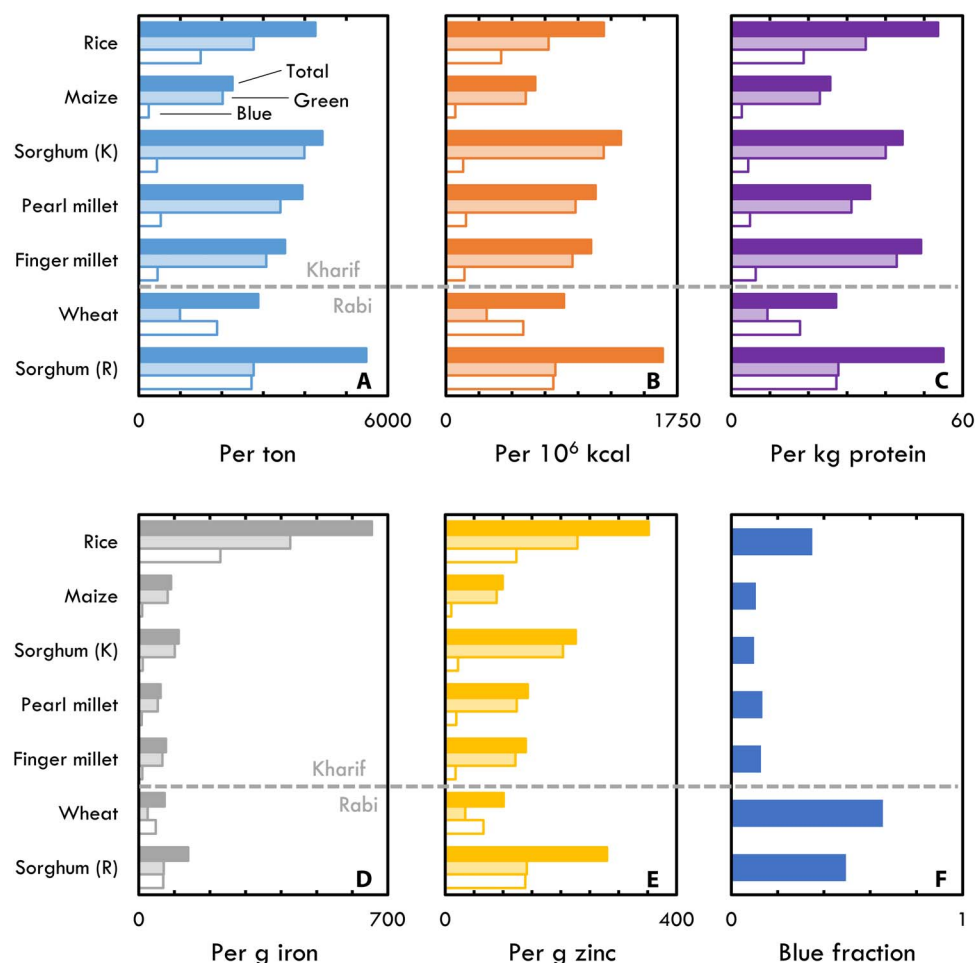 Rice
Maize
Total
Green
Blue
Sorghum (K)
Pearl millet
Finger millet
Kharif
Rabi
Wheat
Sorghum (R)
A
B
C
0
6000
0
1750
0
60
Per ton
Per 10⁶ kcal
Per kg protein
Rice
Maize
Sorghum (K)
Pearl millet
Finger millet
Kharif
Rabi
Wheat
Sorghum (R)
D
E
F
0
700
0
400
0
1
Per g iron
Per g zinc
Blue fraction